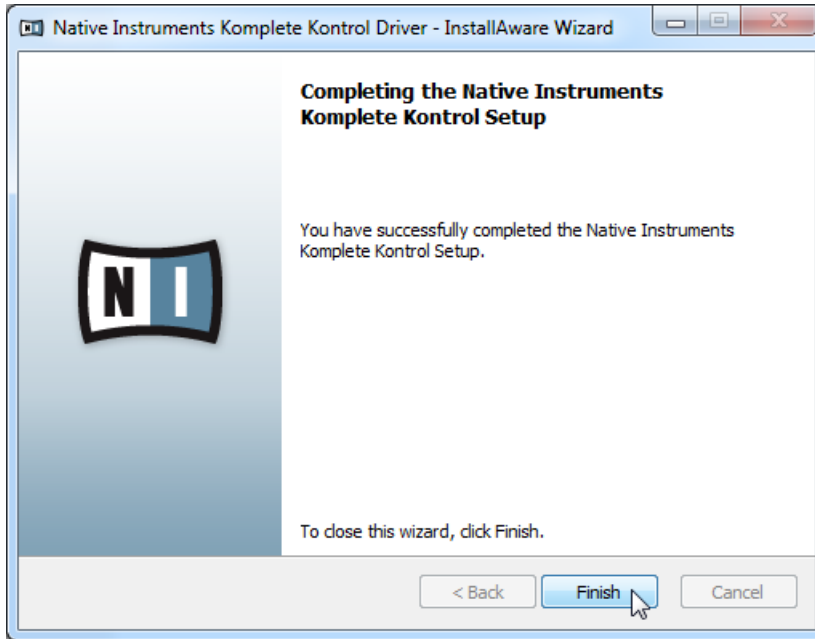 Native Instruments Komplete Kontrol Driver - InstallAware Wizard
Completing the Native Instruments
Komplete Kontrol Setup
You have successfully completed the Native Instruments
Komplete Kontrol Setup.
N I
To close this wizard, click Finish.
< Back Finish Cancel